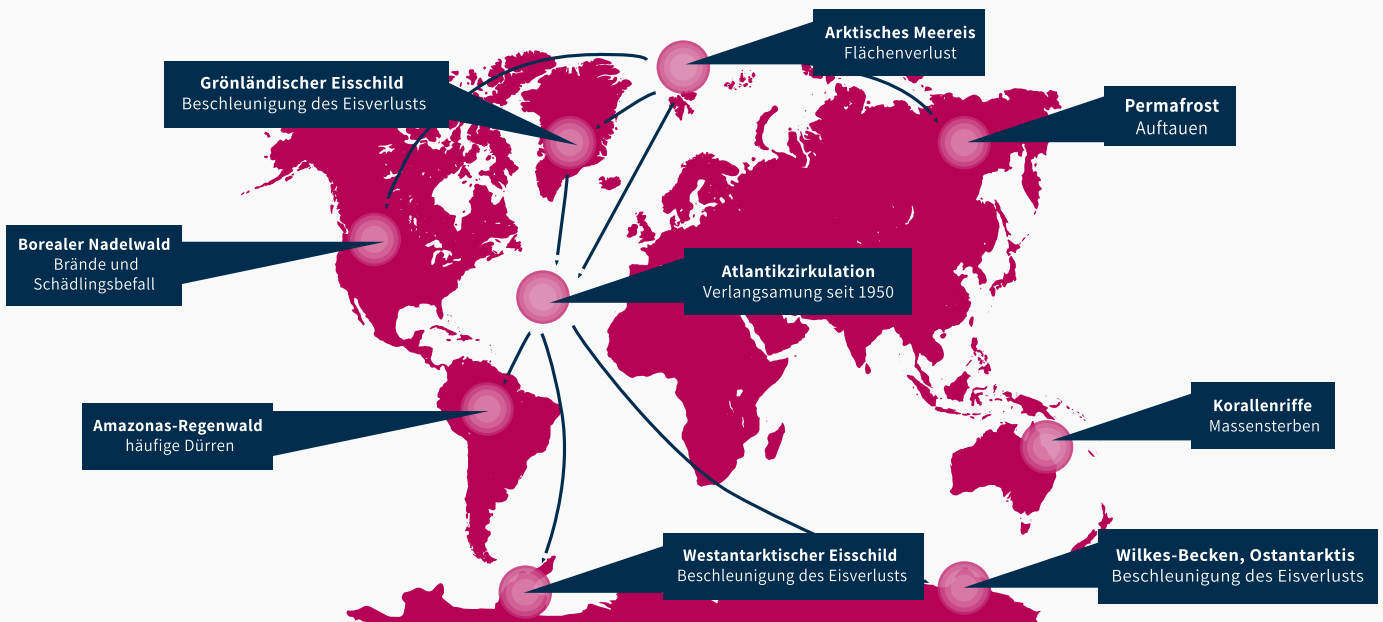 Arktisches Meereis
Flächenverlust
Grönländischer Eisschild
Beschleunigung des Eisverlusts
Permafrost
Auftauen
Borealer Nadelwald
Brände und
Schädlingsbefall
Atlantikzirkulation
Verlangsamung seit 1950
Amazonas-Regenwald
häufige Dürren
Korallenriffe
Massensterben
Westantarktischer Eisschild
Beschleunigung des Eisverlusts
Wilkes-Becken, Ostantarktis
Beschleunigung des Eisverlusts